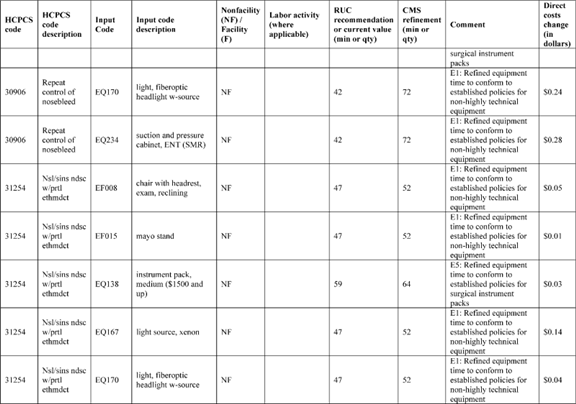 HCPCS code | HCPCS code description | Input Code | Input code description | Nonfacility (NF) / Facility (F) | Labor activity (where applicable) | RUC recommendation or current value (min or qty) | CMS refinement (min or qty) | Comment | Direct costs change (in dollars)
surgical instrument packs
30906 | Repeat control of nosebleed | EQ170 | light, fiberoptic headlight w-source | NF | | 42 | 72 | E1: Refined equipment time to conform to established policies for non-highly technical equipment | $0.24
30906 | Repeat control of nosebleed | EQ234 | suction and pressure cabinet, ENT (SMR) | NF | | 42 | 72 | E1: Refined equipment time to conform to established policies for non-highly technical equipment | $0.28
31254 | Nsl/sins ndsc w/prtl ethmdct | EF008 | chair with headrest, exam, reclining | NF | | 47 | 52 | E1: Refined equipment time to conform to established policies for non-highly technical equipment | $0.05
31254 | Nsl/sins ndsc w/prtl ethmdct | EF015 | mayo stand | NF | | 47 | 52 | E1: Refined equipment time to conform to established policies for non-highly technical equipment | $0.01
31254 | Nsl/sins ndsc w/prtl ethmdct | EQ138 | instrument pack, medium ($1500 and up) | NF | | 59 | 64 | E5: Refined equipment time to conform to established policies for surgical instrument packs | $0.03
31254 | Nsl/sins ndsc w/prtl ethmdct | EQ167 | light source, xenon | NF | | 47 | 52 | E1: Refined equipment time to conform to established policies for non-highly technical equipment | $0.14
31254 | Nsl/sins ndsc w/prtl ethmdct | EQ170 | light, fiberoptic headlight w-source | NF | | 47 | 52 | E1: Refined equipment time to conform to established policies for non-highly technical equipment | $0.04